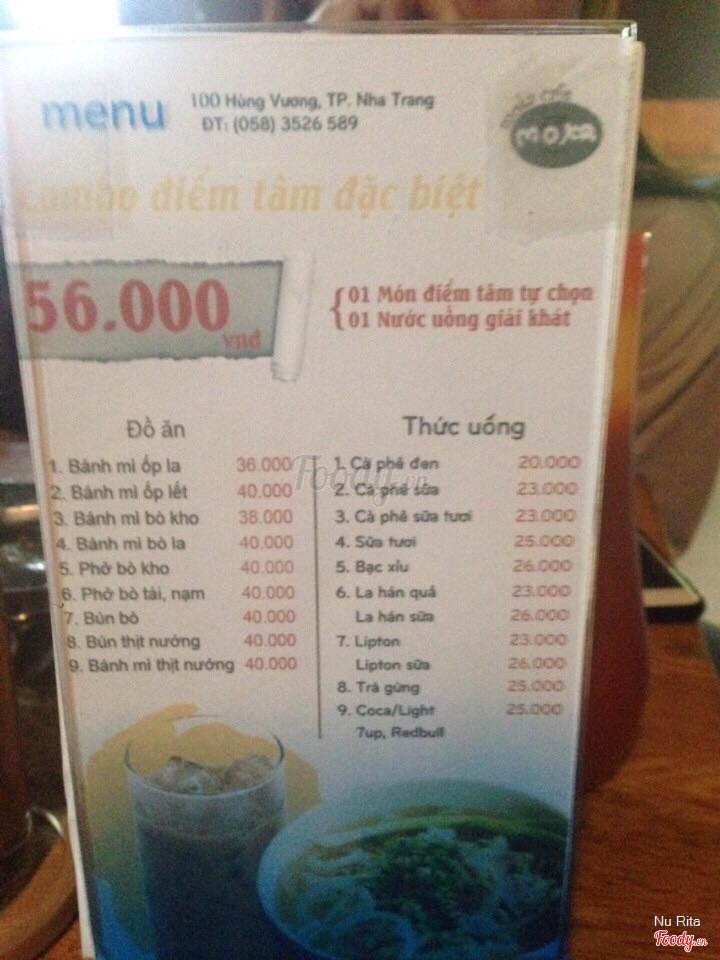 menu
100 Hùng Vương, TP. Nha Trang
ĐT: (058) 3526 589
Combo điểm tâm đặc biệt
56.000
vnđ
01 Món điểm tâm tự chọn
01 Nước uống giải khát
Đồ ăn
1. Bánh mì ốp la 36.000
2. Bánh mì ốp lết 40.000
3. Bánh mì bò kho 38.000
4. Bánh mì bò la 40.000
5. Phở bò kho 40.000
6. Phở bò tái, nạm 40.000
7. Bún bò 40.000
8. Bún thịt nướng 40.000
9. Bánh mì thịt nướng 40.000
Thức uống
1. Cà phê đen 20.000
2. Cà phê sữa 23.000
3. Cà phê sữa tươi 23.000
4. Sữa tươi 25.000
5. Bạc xỉu 26.000
6. La hán quả 23.000
La hán sữa 26.000
7. Lipton 23.000
Lipton sữa 26.000
8. Trà gừng 25.000
9. Coca/Light 25.000
7up, Redbull
Foody.vn
Nu Rita
Foody.vn